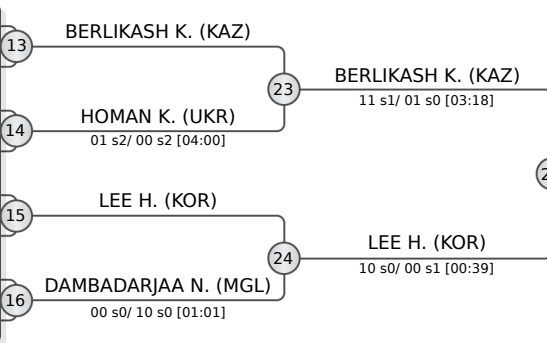 BERLIKASH K. (KAZ)
13
23
BERLIKASH K. (KAZ)
11 s1/ 01 s0 [03:18]
HOMAN K. (UKR)
14
01 s2/ 00 s2 [04:00]
LEE H. (KOR)
15
24
LEE H. (KOR)
10 s0/ 00 s1 [00:39]
DAMBADARJAA N. (MGL)
16
00 s0/ 10 s0 [01:01]